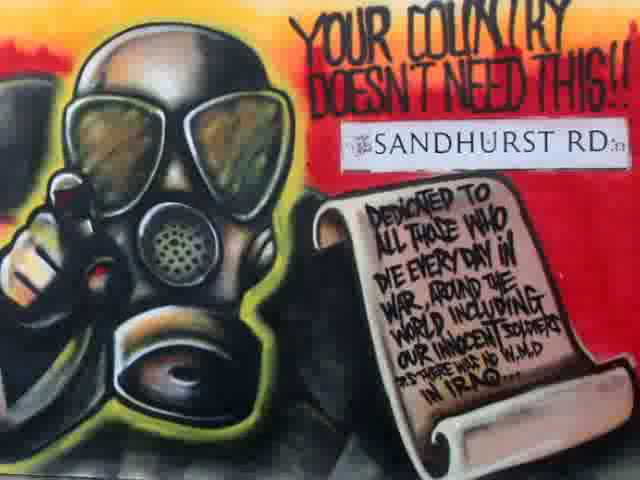 YOUR COUNTRY
DOESN'T NEED THIS!!
SANDHURST RD.
DEDICATED TO
ALL THOSE WHO
DIE EVERY DAY IN
WAR, AROUND THE
WORLD, INCLUDING
OUR INNOCENT SOLDIERS
P.S THERE WAS NO W.M.D
IN IRAQ...